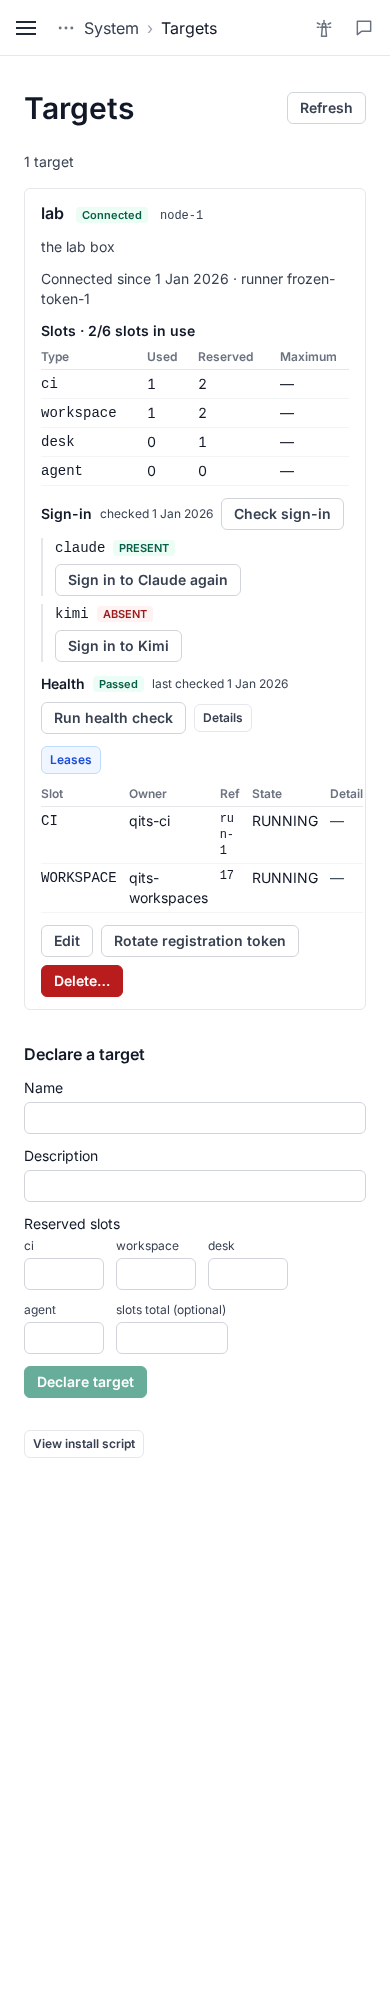 ··· System › Targets
Targets
Refresh
1 target
lab Connected node-1
the lab box
Connected since 1 Jan 2026 · runner frozen-
token-1
Slots · 2/6 slots in use
Type Used Reserved Maximum
ci 1 2 —
workspace 1 2 —
desk 0 1 —
agent 0 0 —
Sign-in checked 1 Jan 2026 Check sign-in
claude PRESENT
Sign in to Claude again
kimi ABSENT
Sign in to Kimi
Health Passed last checked 1 Jan 2026
Run health check Details
Leases
Slot Owner Ref State Detail
CI qits-ci ru RUNNING —
n-
1
WORKSPACE qits- 17 RUNNING —
workspaces
Edit Rotate registration token
Delete...
Declare a target
Name
Description
Reserved slots
ci workspace desk
agent slots total (optional)
Declare target
View install script